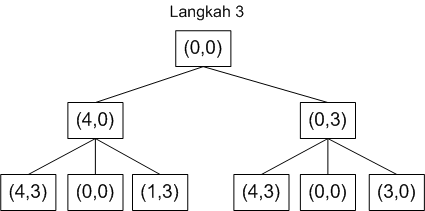 Langkah 3
(0,0)
(4,0) (0,3)
(4,3) (0,0) (1,3) (4,3) (0,0) (3,0)